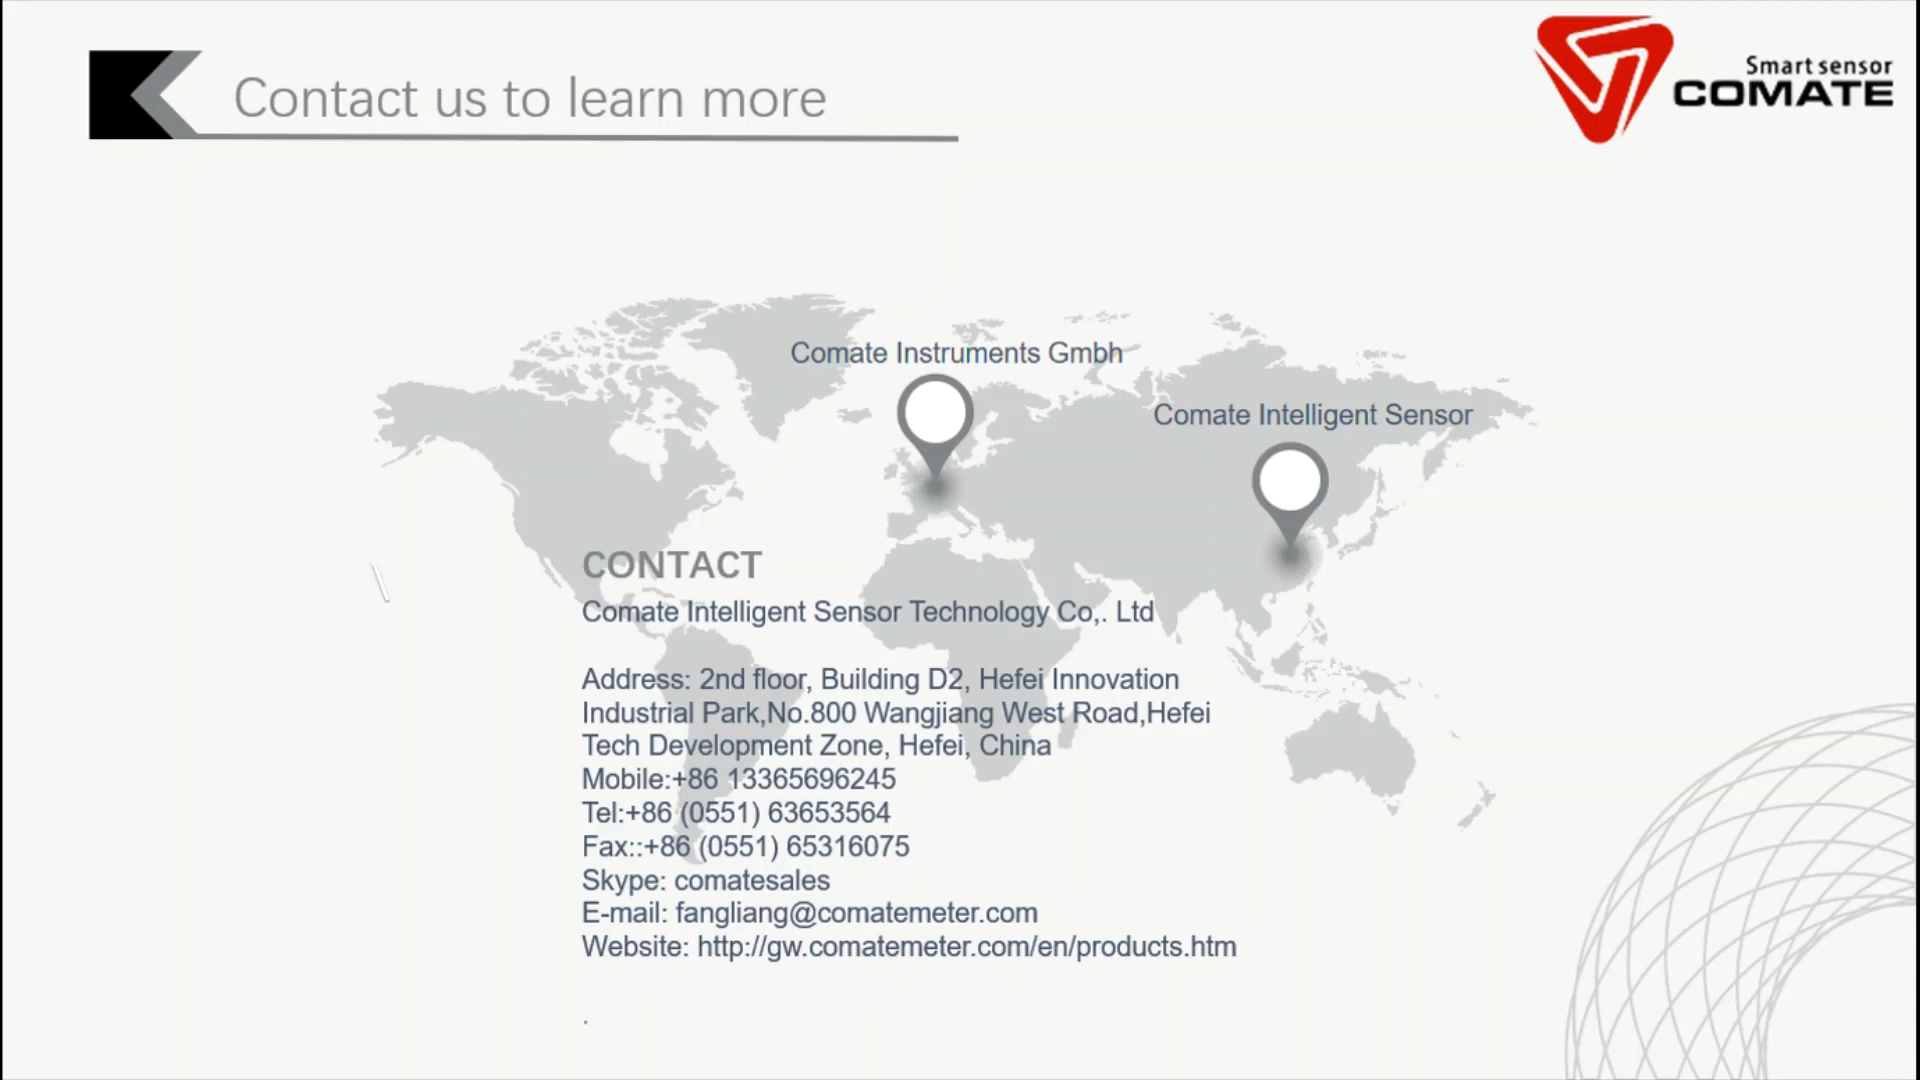 Contact us to learn more
Smart sensor
COMATE
Comate Instruments Gmbh
Comate Intelligent Sensor
CONTACT
Comate Intelligent Sensor Technology Co,. Ltd
Address: 2nd floor, Building D2, Hefei Innovation
Industrial Park,No.800 Wangjiang West Road,Hefei
Tech Development Zone, Hefei, China
Mobile:+86 13365696245
Tel:+86 (0551) 63653564
Fax::+86 (0551) 65316075
Skype: comatesales
E-mail: fangliang@comatemeter.com
Website: http://gw.comatemeter.com/en/products.htm
.